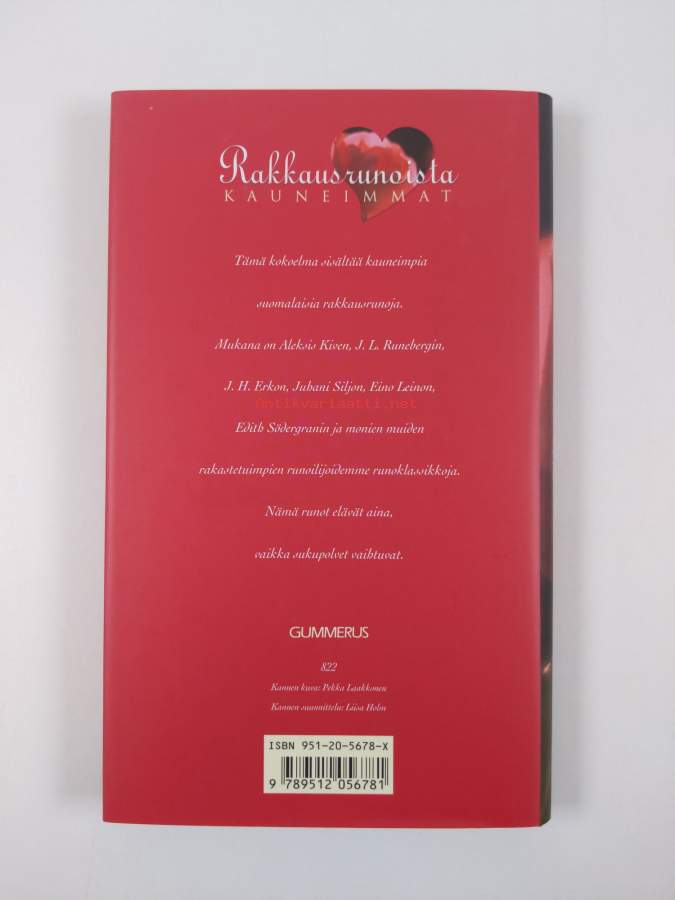 Rakkausrunoista
KAUNEIMMAT
Tämä kokoelma sisältää kauneimpia
suomalaisia rakkausrunoja.
Mukana on Aleksis Kiven, J. L. Runebergin,
J. H. Erkon, Juhani Siljon, Eino Leinon,
Antikvariaatti.net
Edith Södergranin ja monien muiden
rakastetuimpien runoilijoidemme runoklassikkoja.
Nämä runot elävät aina,
vaikka sukupolvet vaihtuvat.
GUMMERUS
822
Kannen kuva: Pekka Laakkonen
Kannen suunnittelu: Liisa Holm
ISBN 951-20-5678-X
9 789512 056781